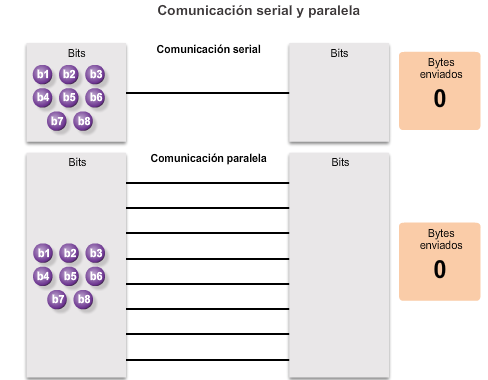 Comunicación serial y paralela
Bits
Comunicación serial
Bits
Bytes
enviados
0
b1 b2 b3
b4 b5 b6
b7 b8
Bits
Comunicación paralela
Bits
b1 b2 b3
b4 b5 b6
b7 b8
Bytes
enviados
0